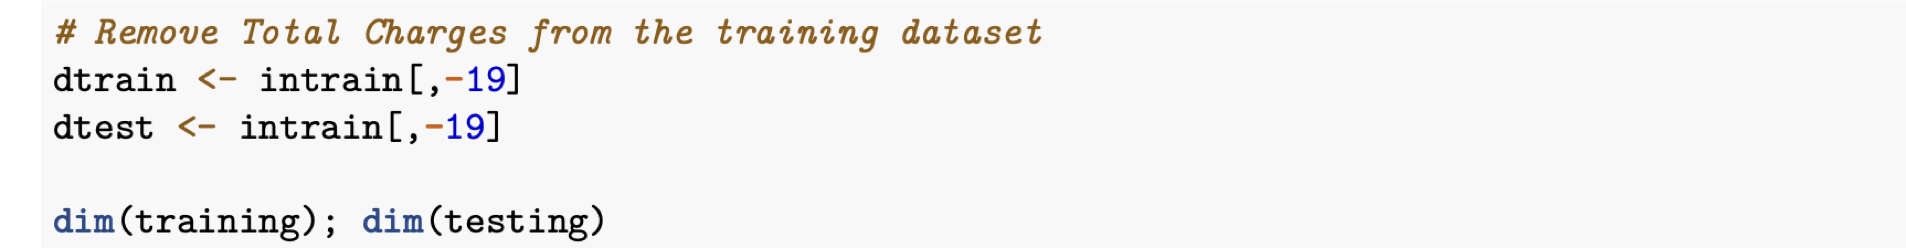 # Remove Total Charges from the training dataset
dtrain <- intrain[,-19]
dtest <- intrain[,-19]
dim(training); dim(testing)